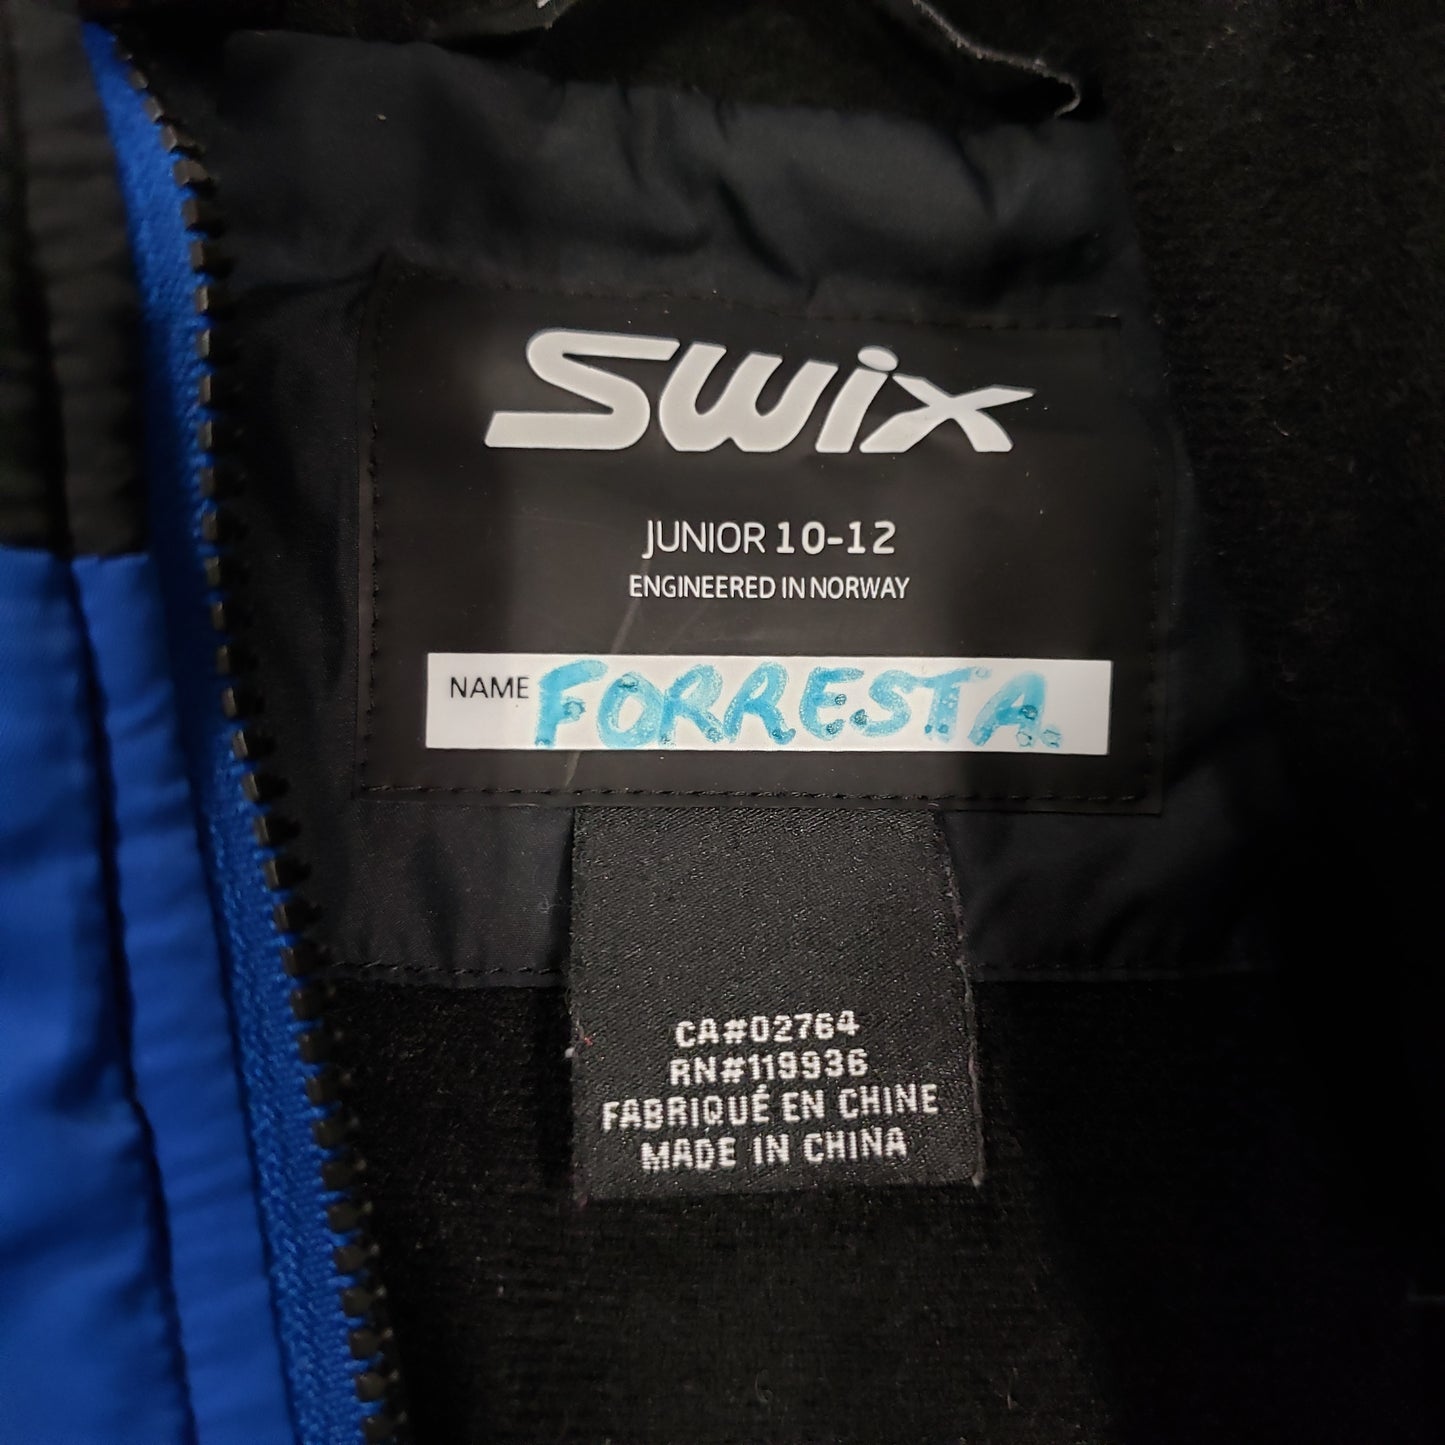 SWIX
JUNIOR 10-12
ENGINEERED IN NORWAY
NAME FORREST A.
CA#02764
RN#119936
FABRIQUÉ EN CHINE
MADE IN CHINA